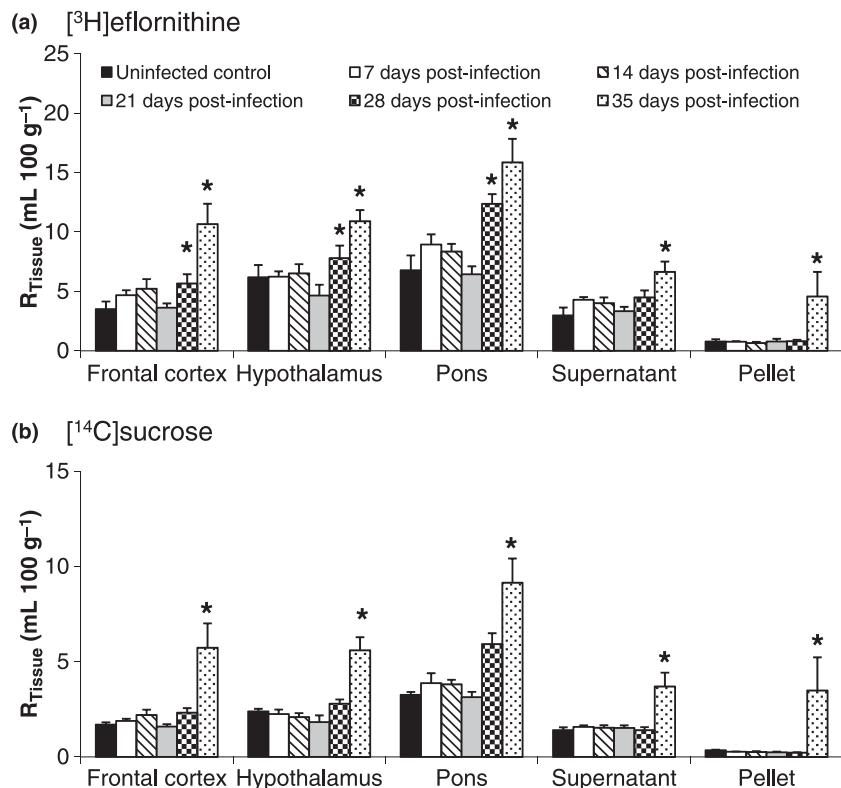 (a) [³H]eflornithine
25
Uninfected control 7 days post-infection 14 days post-infection
21 days post-infection 28 days post-infection 35 days post-infection
20
15
10
5
0
R_Tissue (mL 100 g⁻¹)
* * * * * * * *
Frontal cortex Hypothalamus Pons Supernatant Pellet
(b) [¹⁴C]sucrose
15
10
5
0
R_Tissue (mL 100 g⁻¹)
* * * * *
Frontal cortex Hypothalamus Pons Supernatant Pellet